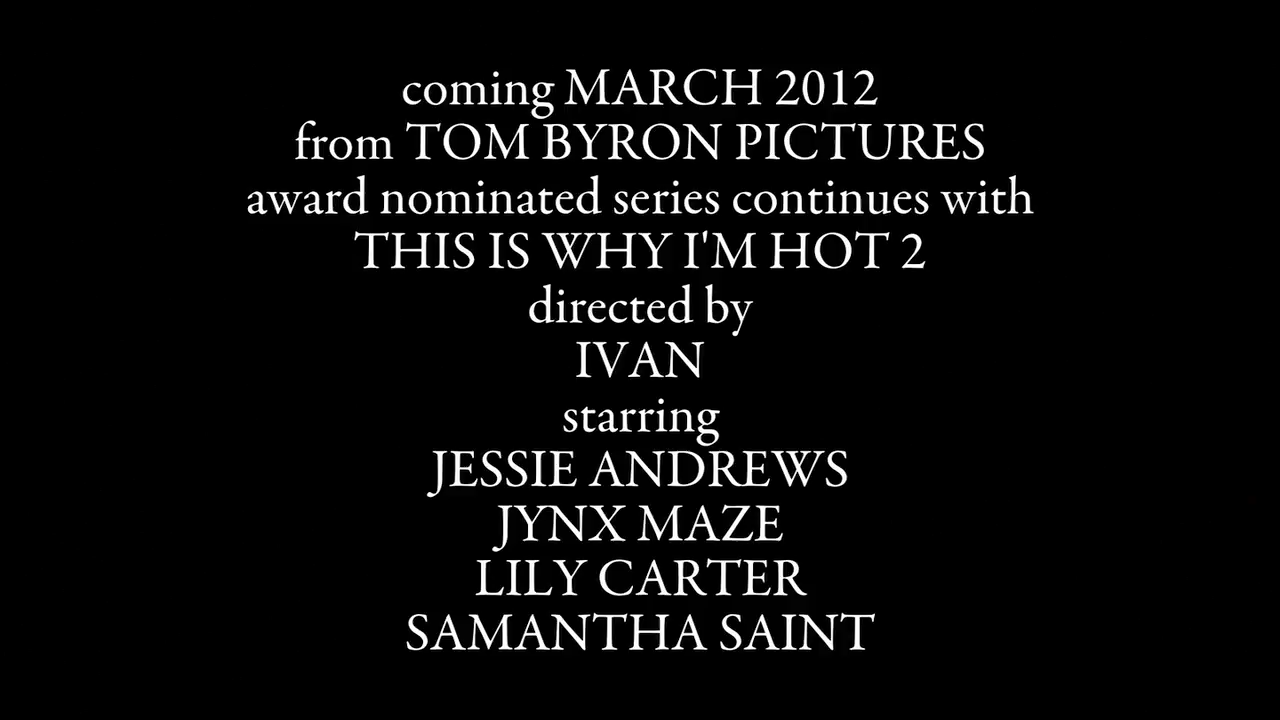 coming MARCH 2012
from TOM BYRON PICTURES
award nominated series continues with
THIS IS WHY I'M HOT 2
directed by
IVAN
starring
JESSIE ANDREWS
JYNX MAZE
LILY CARTER
SAMANTHA SAINT